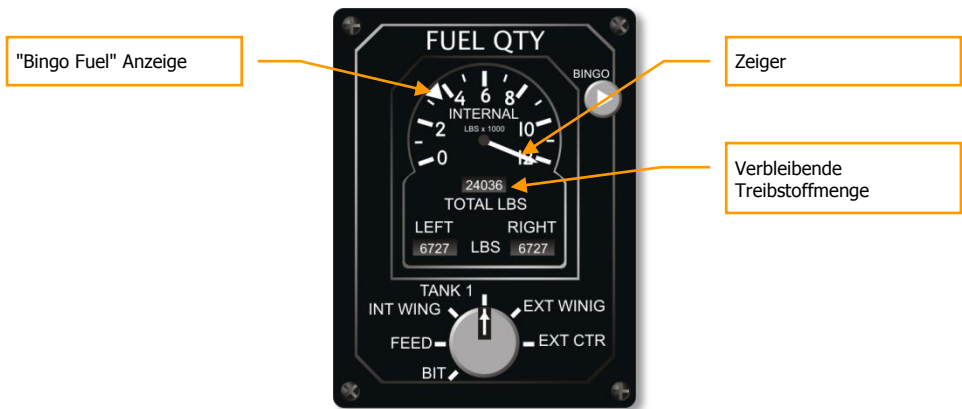 "Bingo Fuel" Anzeige
FUEL QTY
BINGO
Zeiger
4 6 8
INTERNAL
2 LBS x 1000 10
0 12
24036
TOTAL LBS
Verbleibende
Treibstoffmenge
LEFT RIGHT
6727 LBS 6727
TANK 1
INT WING EXT WINIG
FEED EXT CTR
BIT